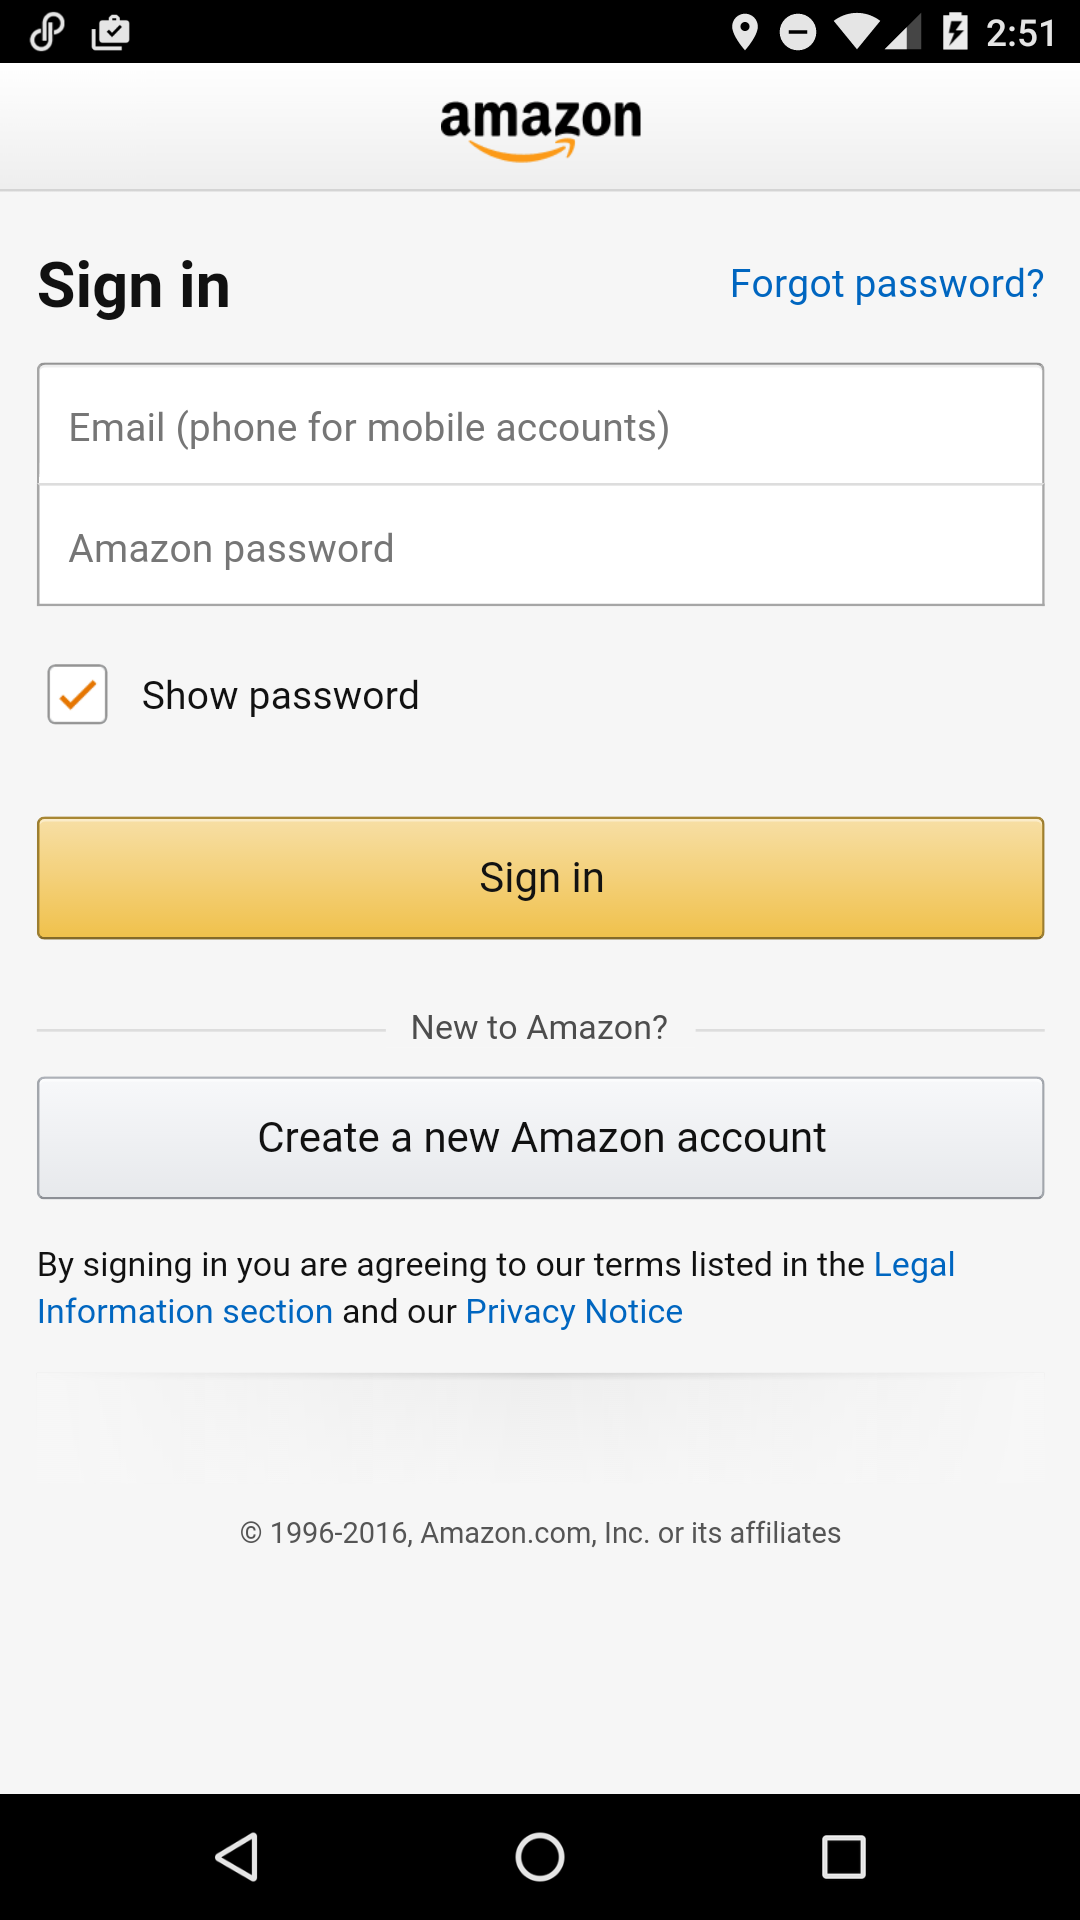 2:51
amazon
Sign in
Forgot password?
Email (phone for mobile accounts)
Amazon password
Show password
Sign in
New to Amazon?
Create a new Amazon account
By signing in you are agreeing to our terms listed in the Legal
Information section and our Privacy Notice
© 1996-2016, Amazon.com, Inc. or its affiliates